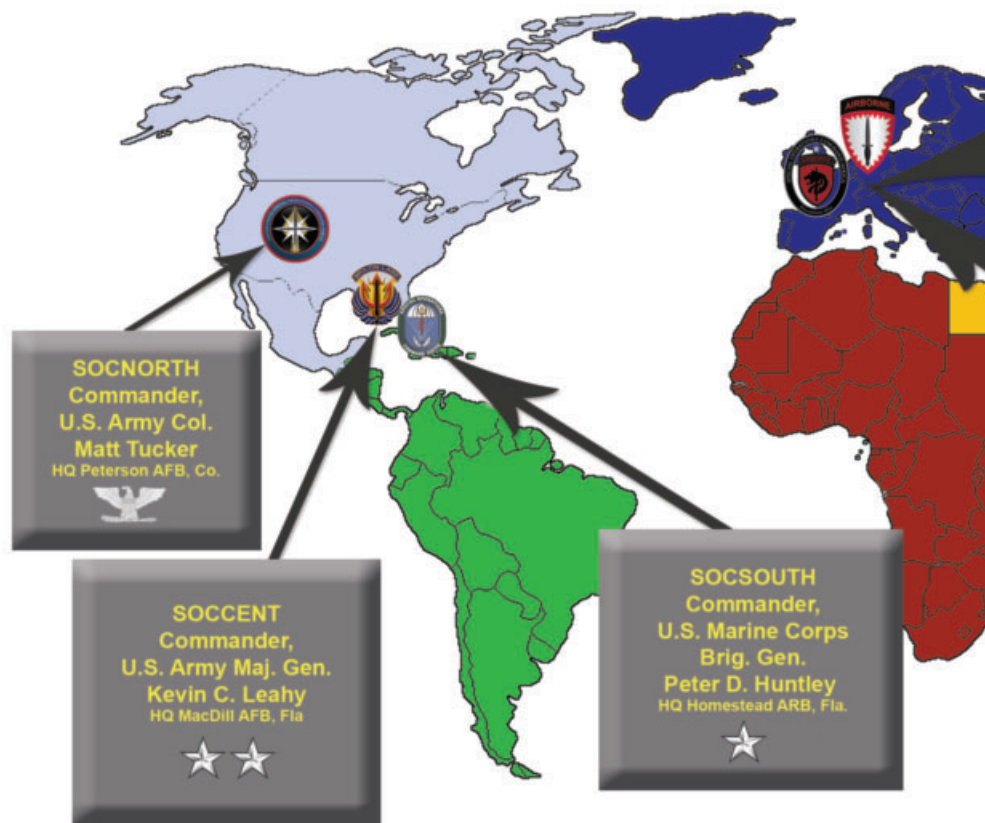 AIRBORNE
SOCNORTH
Commander,
U.S. Army Col.
Matt Tucker
HQ Peterson AFB, Co.
SOCCENT
Commander,
U.S. Army Maj. Gen.
Kevin C. Leahy
HQ MacDill AFB, Fla
SOCSOUTH
Commander,
U.S. Marine Corps
Brig. Gen.
Peter D. Huntley
HQ Homestead ARB, Fla.